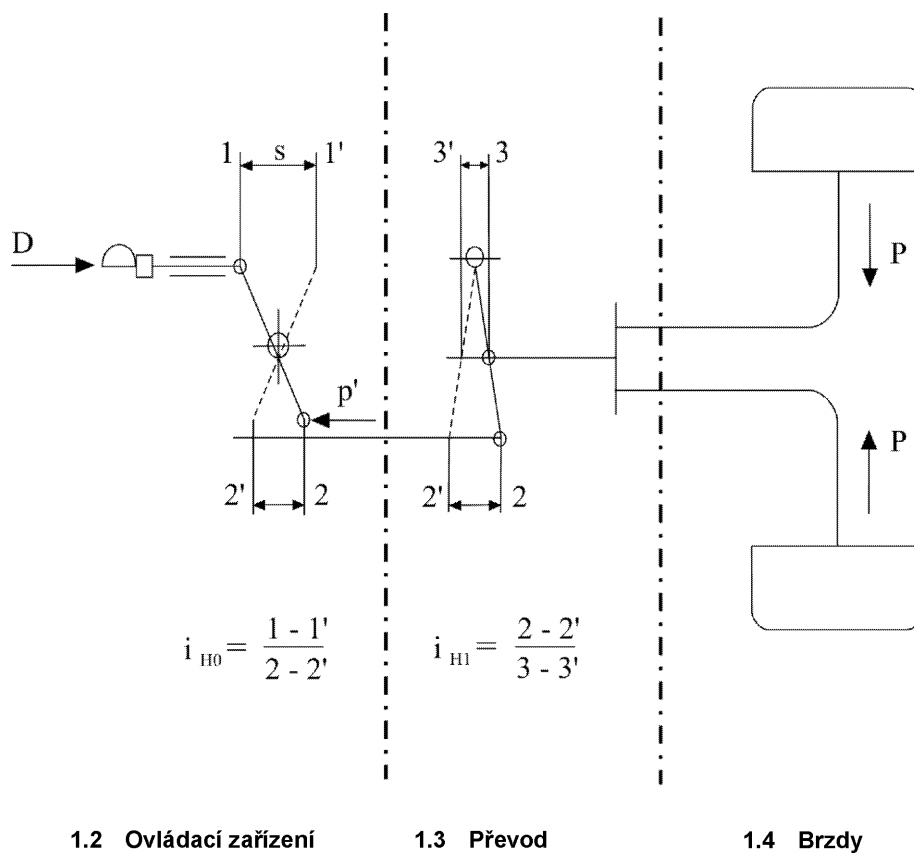 1 s 1' 3' 3
D P
p' P
2' 2 2' 2
i H0 = 1 - 1' / 2 - 2' i H1 = 2 - 2' / 3 - 3'
1.2 Ovládací zařízení 1.3 Převod 1.4 Brzdy